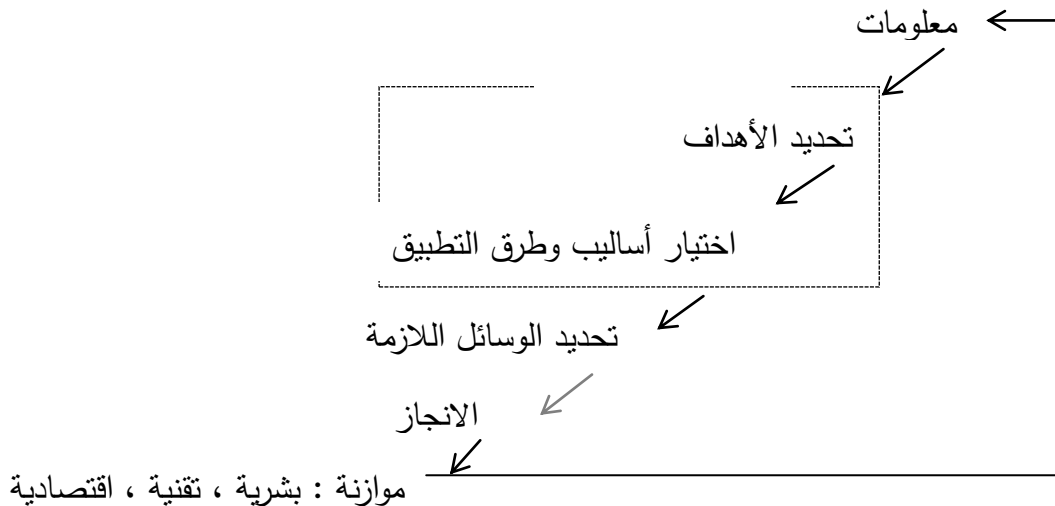 معلومات
تحديد الأهداف
اختيار أساليب وطرق التطبيق
تحديد الوسائل اللازمة
الانجاز
موازنة : بشرية ، تقنية ، اقتصادية